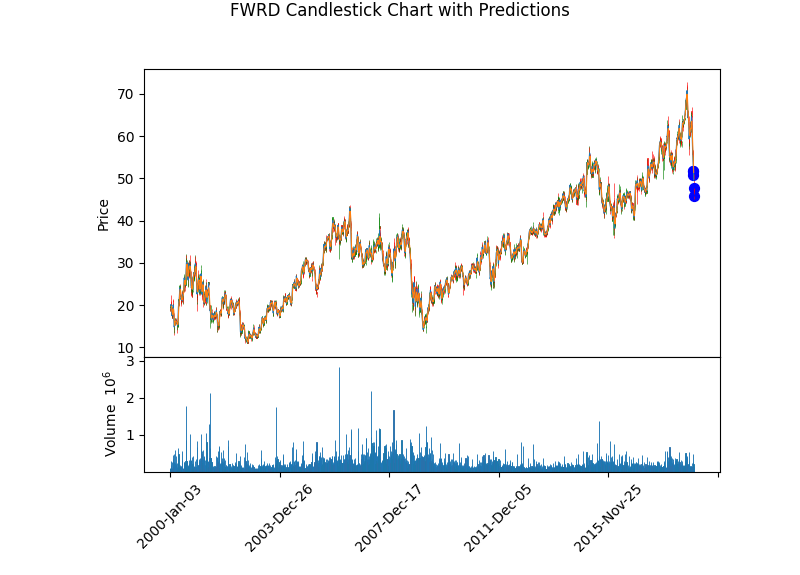 FWRD Candlestick Chart with Predictions
Price
70
60
50
40
30
20
10
Volume 10^6
3
2
1
2000-Jan-03
2003-Dec-26
2007-Dec-17
2011-Dec-05
2015-Nov-25